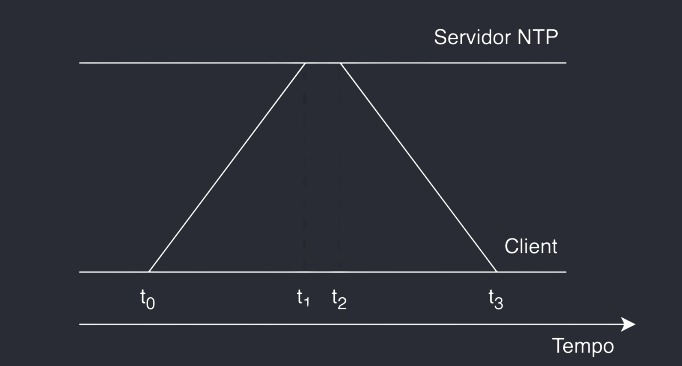 Servidor NTP
Client
t₀ t₁ t₂ t₃
Tempo